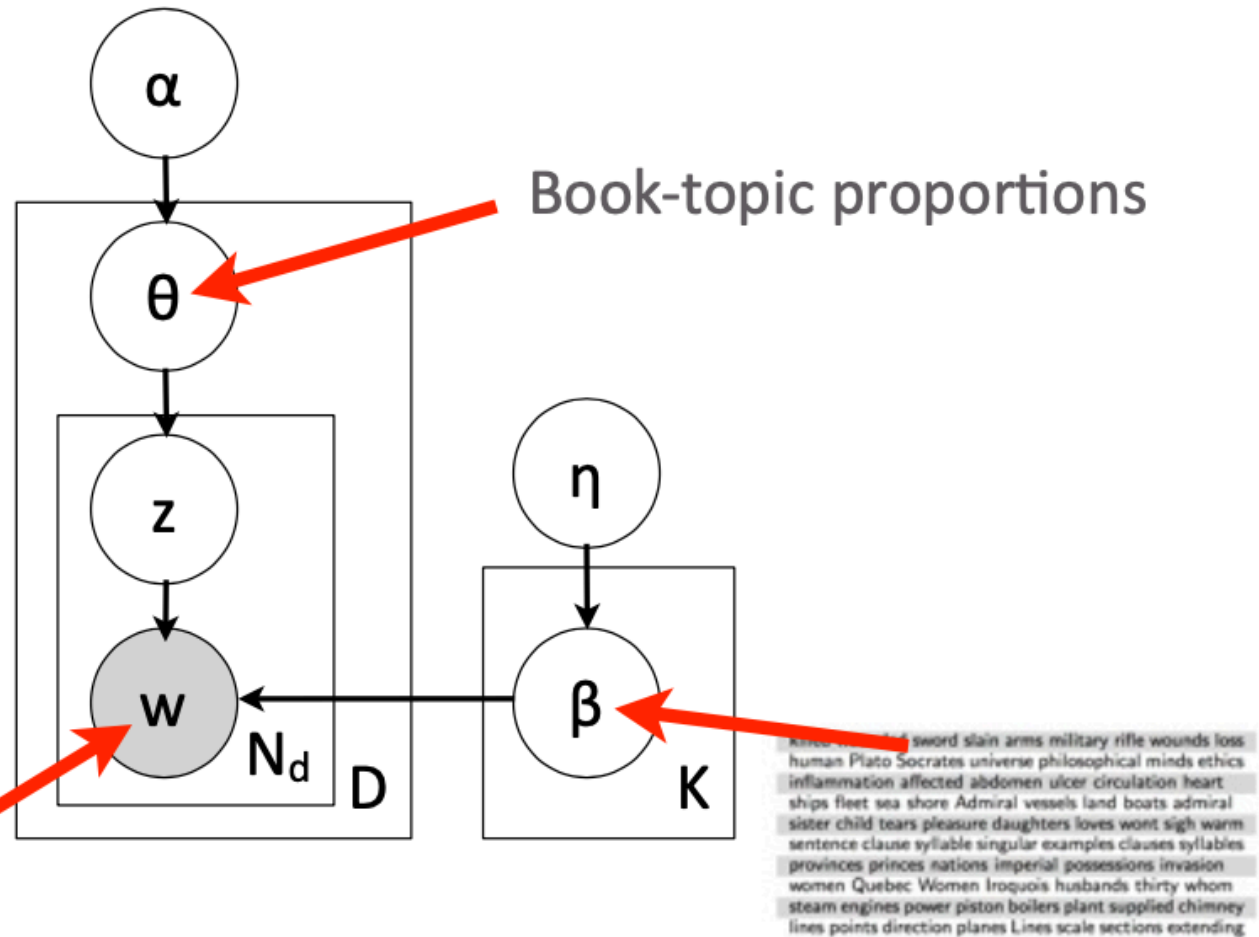 α
Book-topic proportions
θ
z
η
w
N_d
D
β
K
sword slain arms military rifle wounds loss
human Plato Socrates universe philosophical minds ethics
inflammation affected abdomen ulcer circulation heart
ships fleet sea shore Admiral vessels land boats admiral
sister child tears pleasure daughters loves wont sigh warm
sentence clause syllable singular examples clauses syllables
provinces princes nations imperial possessions invasion
women Quebec Women Iroquois husbands thirty whom
steam engines power piston boilers plant supplied chimney
lines points direction planes Lines scale sections extending